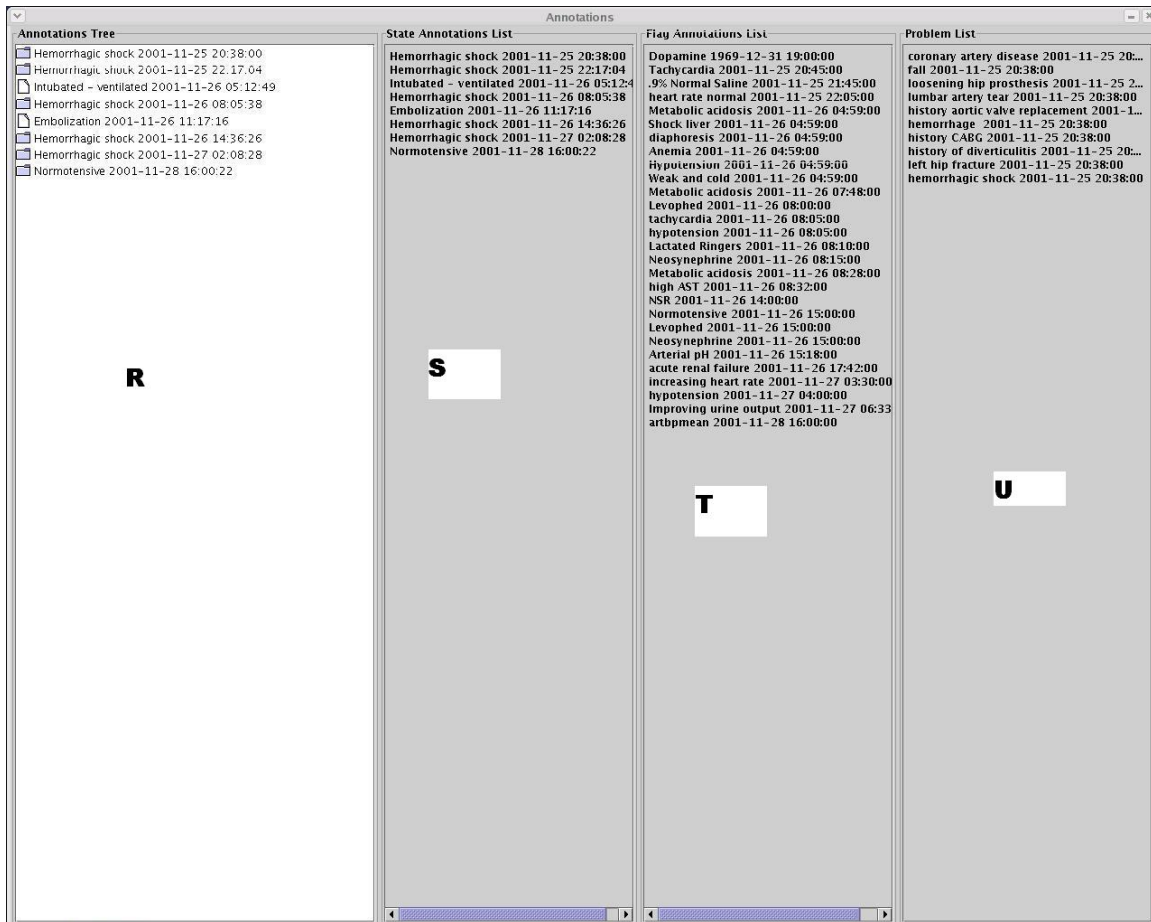 Annotations
Annotations Tree
Hemorrhagic shock 2001-11-25 20:38:00
Hemorrhagic shock 2001-11-25 22:17:04
Intubated - ventilated 2001-11-26 05:12:49
Hemorrhagic shock 2001-11-26 08:05:38
Embolization 2001-11-26 11:17:16
Hemorrhagic shock 2001-11-26 14:36:26
Hemorrhagic shock 2001-11-27 02:08:28
Normotensive 2001-11-28 16:00:22
R
State Annotations List
Hemorrhagic shock 2001-11-25 20:38:00
Hemorrhagic shock 2001-11-25 22:17:04
Intubated - ventilated 2001-11-26 05:12:4
Hemorrhagic shock 2001-11-26 08:05:38
Embolization 2001-11-26 11:17:16
Hemorrhagic shock 2001-11-26 14:36:26
Hemorrhagic shock 2001-11-27 02:08:28
Normotensive 2001-11-28 16:00:22
S
Flag Annotations List
Dopamine 1969-12-31 19:00:00
Tachycardia 2001-11-25 20:45:00
.9% Normal Saline 2001-11-25 21:45:00
heart rate normal 2001-11-25 22:05:00
Metabolic acidosis 2001-11-26 04:59:00
Shock liver 2001-11-26 04:59:00
Diaphoresis 2001-11-26 04:59:00
Anemia 2001-11-26 04:59:00
Hypotension 2001-11-26 04:59:00
Weak and cold 2001-11-26 04:59:00
Metabolic acidosis 2001-11-26 07:48:00
Levophed 2001-11-26 08:00:00
tachycardia 2001-11-26 08:05:00
hypotension 2001-11-26 08:05:00
Lactated Ringers 2001-11-26 08:10:00
Neosynephrine 2001-11-26 08:15:00
Metabolic acidosis 2001-11-26 08:28:00
high AST 2001-11-26 08:32:00
NSR 2001-11-26 14:00:00
Normotensive 2001-11-26 15:00:00
Levophed 2001-11-26 15:00:00
Neosynephrine 2001-11-26 15:00:00
Arterial pH 2001-11-26 15:18:00
acute renal failure 2001-11-26 17:42:00
increasing heart rate 2001-11-27 03:30:00
hypotension 2001-11-27 04:00:00
Improving urine output 2001-11-27 06:33
artbpmean 2001-11-28 16:00:00
T
Problem List
coronary artery disease 2001-11-25 20:...
fall 2001-11-25 20:38:00
loosening hip prosthesis 2001-11-25 2...
lumbar artery tear 2001-11-25 20:38:00
history aortic valve replacement 2001-1...
hemorrhage 2001-11-25 20:38:00
history CABG 2001-11-25 20:38:00
history of diverticulitis 2001-11-25 20:...
left hip fracture 2001-11-25 20:38:00
hemorrhagic shock 2001-11-25 20:38:00
U